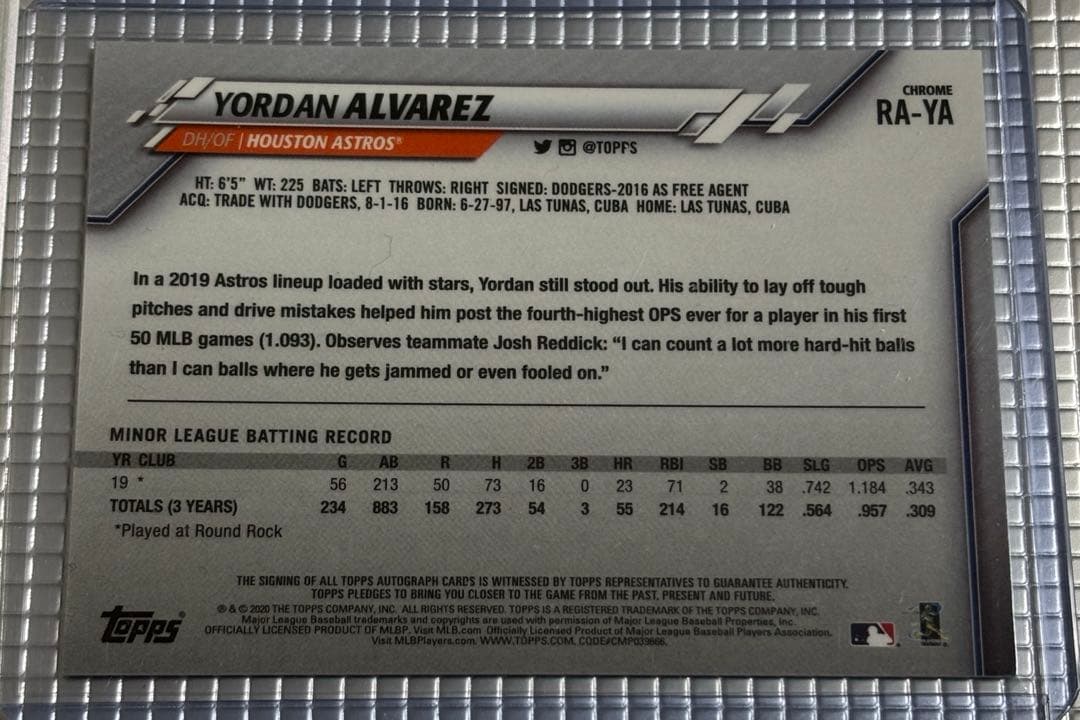 YORDAN ALVAREZ
CHROME
RA-YA
DH/OF | HOUSTON ASTROS®
@TOPPS
HT: 6'5" WT: 225 BATS: LEFT THROWS: RIGHT SIGNED: DODGERS-2016 AS FREE AGENT
ACQ: TRADE WITH DODGERS, 8-1-16 BORN: 6-27-97, LAS TUNAS, CUBA HOME: LAS TUNAS, CUBA
In a 2019 Astros lineup loaded with stars, Yordan still stood out. His ability to lay off tough
pitches and drive mistakes helped him post the fourth-highest OPS ever for a player in his first
50 MLB games (1.093). Observes teammate Josh Reddick: “I can count a lot more hard-hit balls
than I can balls where he gets jammed or even fooled on.”
MINOR LEAGUE BATTING RECORD
YR CLUB G AB R H 2B 3B HR RBI SB BB SLG OPS AVG
19 * 56 213 50 73 16 0 23 71 2 38 .742 1.184 .343
TOTALS (3 YEARS) 234 883 158 273 54 3 55 214 16 122 .564 .957 .309
*Played at Round Rock
THE SIGNING OF ALL TOPPS AUTOGRAPH CARDS IS WITNESSED BY TOPPS REPRESENTATIVES TO GUARANTEE AUTHENTICITY.
TOPPS PLEDGES TO BRING YOU CLOSER TO THE GAME FROM THE PAST, PRESENT AND FUTURE.
® & © 2020 THE TOPPS COMPANY, INC. ALL RIGHTS RESERVED. TOPPS IS A REGISTERED TRADEMARK OF THE TOPPS COMPANY, INC.
Major League Baseball trademarks and copyrights are used with permission of Major League Baseball Properties, Inc.
OFFICIALLY LICENSED PRODUCT OF MLBP. Visit MLB.com Officially Licensed Product of Major League Baseball Players Association.
Visit MLBPlayers.com. WWW.TOPPS.COM. CODE#CMP039866.
Topps®